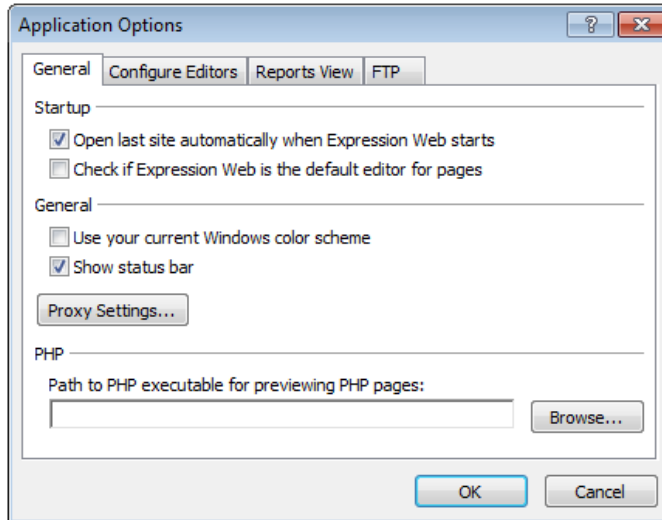 Application Options
General Configure Editors Reports View FTP
Startup
Open last site automatically when Expression Web starts
Check if Expression Web is the default editor for pages
General
Use your current Windows color scheme
Show status bar
Proxy Settings...
PHP
Path to PHP executable for previewing PHP pages:
Browse...
OK Cancel